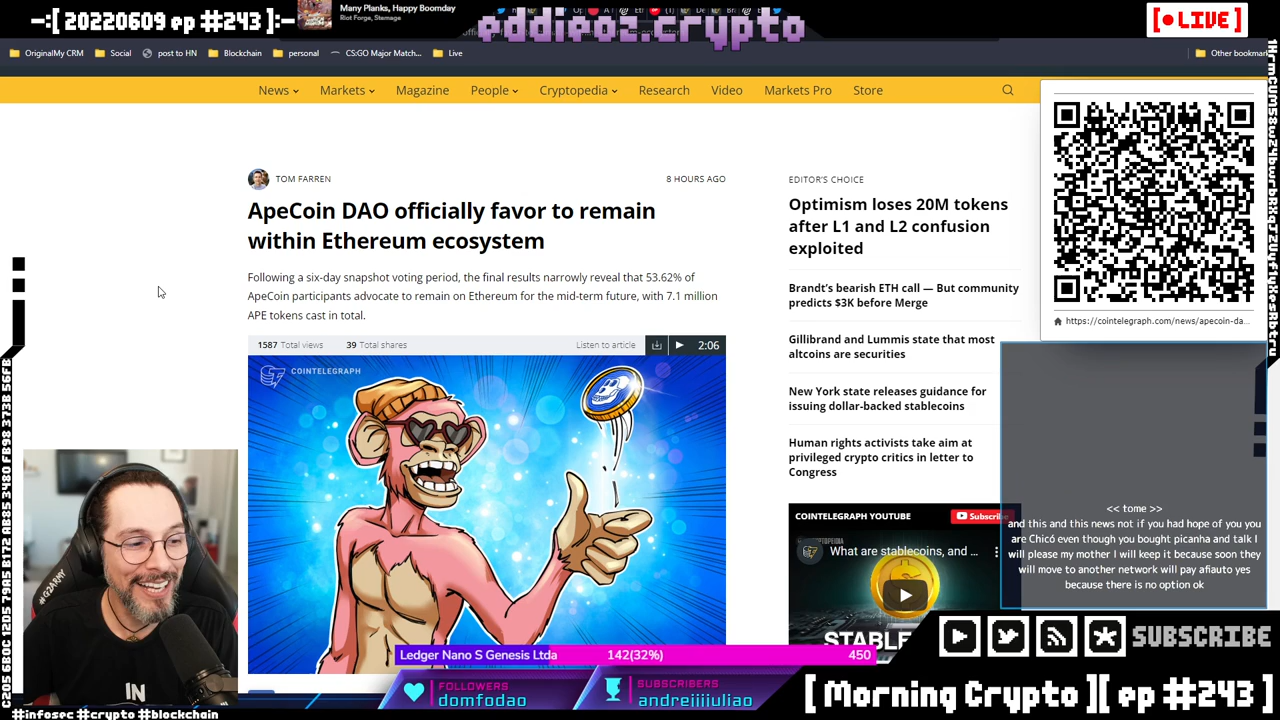 -:[ 20220609 ep #243 ]:-
Many Planks, Happy Boomday
Riot Forge, Stemage
eddieoz.crypto
[ LIVE ]
OriginalMy CRM
Social
post to HN
Blockchain
personal
CS:GO Major Match...
Live
Other bookmar
News
Markets
Magazine
People
Cryptopedia
Research
Video
Markets Pro
Store
TOM FARREN
8 HOURS AGO
ApeCoin DAO officially favor to remain
within Ethereum ecosystem
Following a six-day snapshot voting period, the final results narrowly reveal that 53.62% of
ApeCoin participants advocate to remain on Ethereum for the mid-term future, with 7.1 million
APE tokens cast in total.
1587 Total views
39 Total shares
Listen to article
2:06
COINTELEGRAPH
EDITOR'S CHOICE
Optimism loses 20M tokens
after L1 and L2 confusion
exploited
Brandt's bearish ETH call — But community
predicts $3K before Merge
Gillibrand and Lummis state that most
altcoins are securities
New York state releases guidance for
issuing dollar-backed stablecoins
Human rights activists take aim at
privileged crypto critics in letter to
Congress
COINTELEGRAPH YOUTUBE
Subscribe
What are stablecoins, and ...
STABLE
https://cointelegraph.com/news/apecoin-da...
<< tome >>
and this and this news not if you had hope of you you
are Chicó even though you bought picanha and talk I
will please my mother I will keep it because soon they
will move to another network will pay afiauto yes
because there is no option ok
#GG2ARMY
IN
Ledger Nano S Genesis Ltda
142(32%)
450
FOLLOWERS
domfodao
SUBSCRIBERS
andrejjjuliao
SUBSCRIBE
[ Morning Crypto ][ ep #243 ]
#infosec #crypto #blockchain